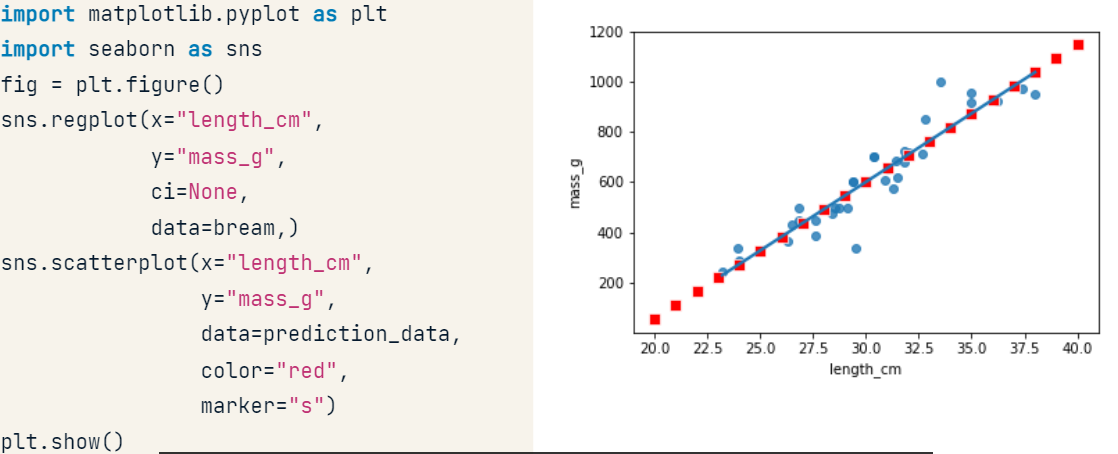 import matplotlib.pyplot as plt
import seaborn as sns
fig = plt.figure()
sns.regplot(x="length_cm",
y="mass_g",
ci=None,
data=bream,)
sns.scatterplot(x="length_cm",
y="mass_g",
data=prediction_data,
color="red",
marker="s")
plt.show()
1200
1000
800
600
400
200
mass_g
20.0 22.5 25.0 27.5 30.0 32.5 35.0 37.5 40.0
length_cm